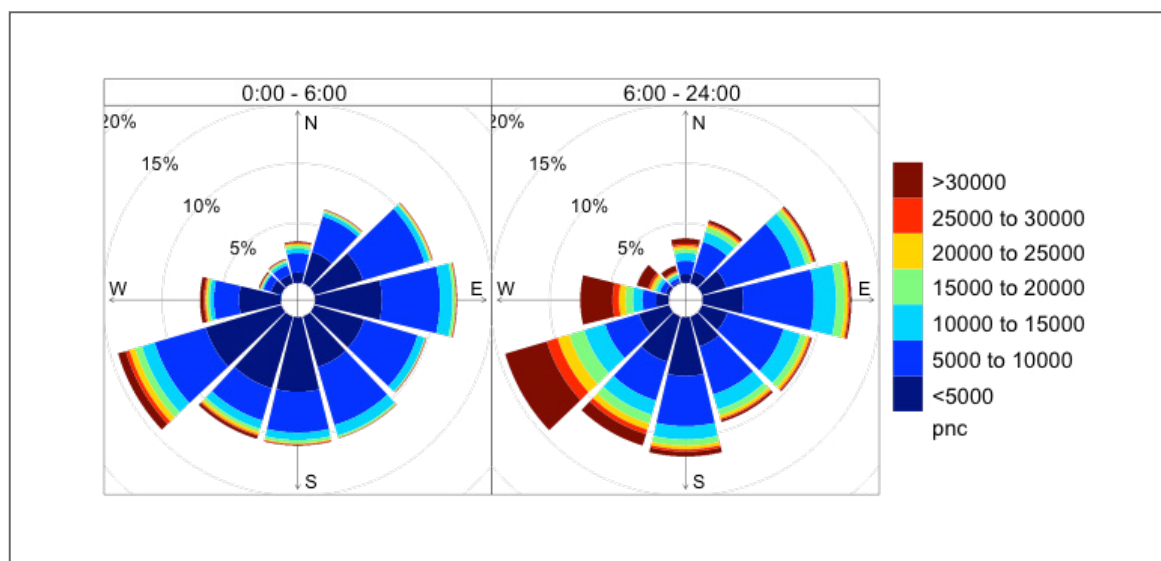 0:00 - 6:00
20%
15%
10%
5%
N
W
E
S
6:00 - 24:00
20%
15%
10%
5%
N
W
E
S
>30000
25000 to 30000
20000 to 25000
15000 to 20000
10000 to 15000
5000 to 10000
<5000
pnc